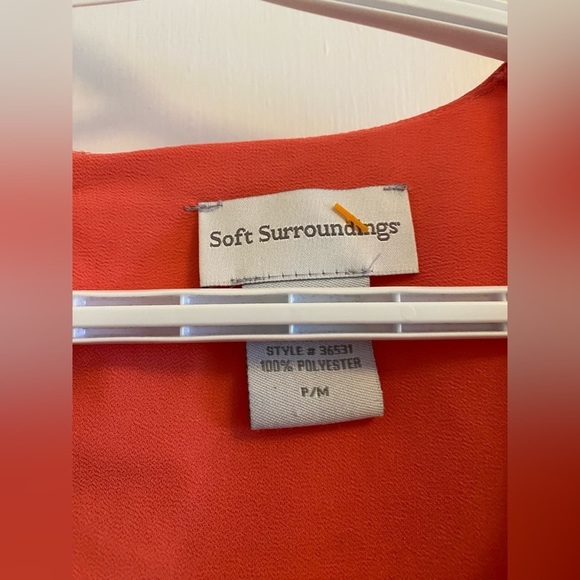 Soft Surroundings
STYLE # 36531
100% POLYESTER
P/M